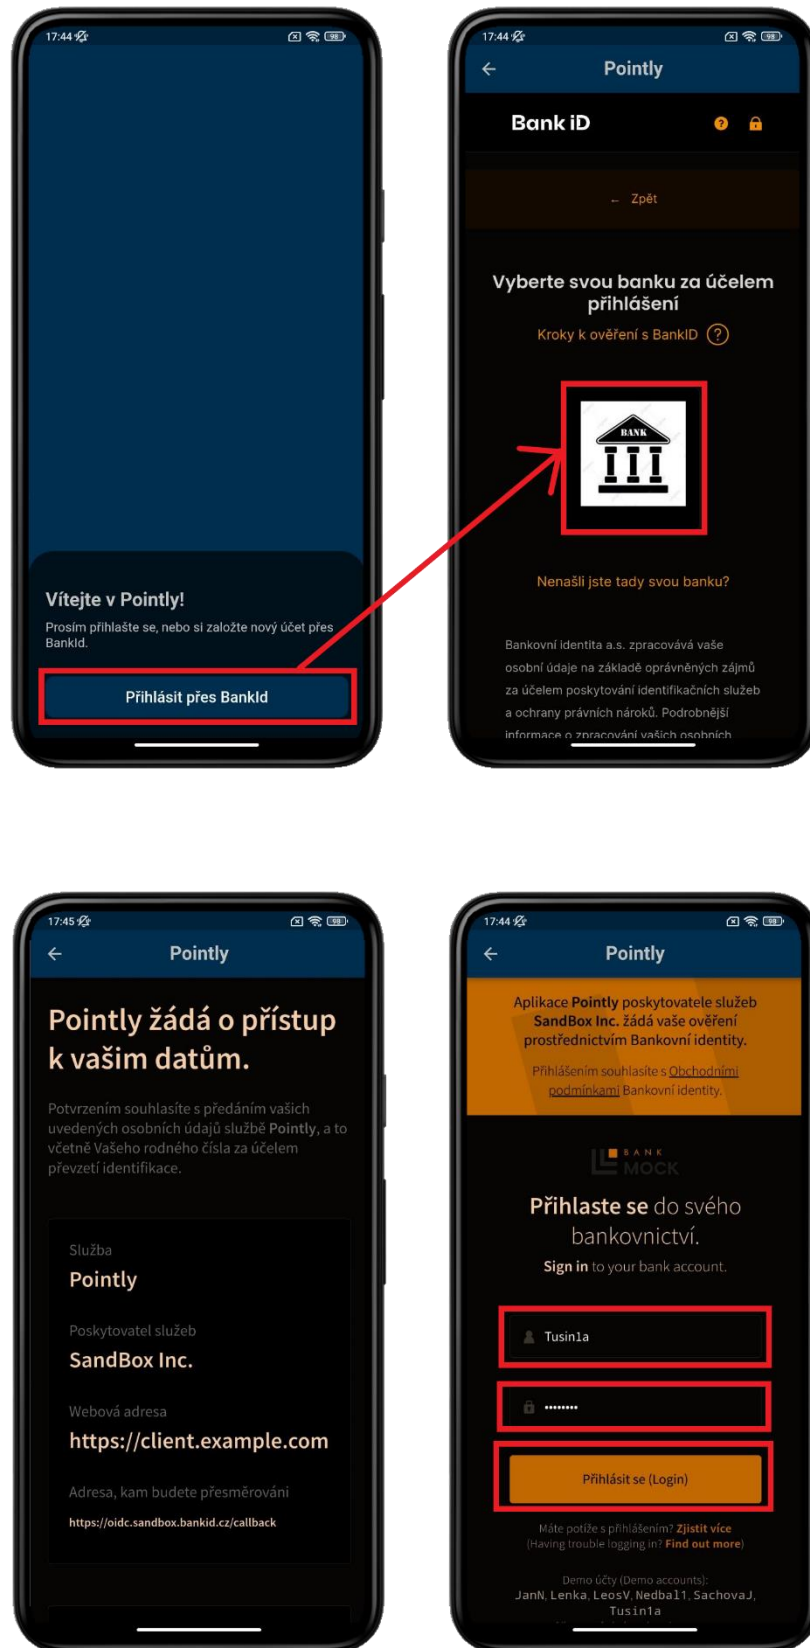 17:44
98
Vítejte v Pointly!
Prosím přihlašte se, nebo si založte nový účet přes
BankId.
Přihlásit přes BankId
17:44
98
Pointly
Bank iD
← Zpět
Vyberte svou banku za účelem
přihlášení
Kroky k ověření s BankID ?
BANK
Nenašli jste tady svou banku?
Bankovní identita a.s. zpracovává vaše
osobní údaje na základě oprávněných zájmů
za účelem poskytování identifikačních služeb
a ochrany právních nároků. Podrobnější
informace o zpracování vašich osobních
17:45
98
Pointly
Pointly žádá o přístup
k vašim datům.
Potvrzením souhlasíte s předáním vašich
uvedených osobních údajů službě Pointly, a to
včetně Vašeho rodného čísla za účelem
převzetí identifikace.
Služba
Pointly
Poskytovatel služeb
SandBox Inc.
Webová adresa
https://client.example.com
Adresa, kam budete přesměrováni
https://oidc.sandbox.bankid.cz/callback
17:44
98
Pointly
Aplikace Pointly poskytovatele služeb
SandBox Inc. žádá vaše ověření
prostřednictvím Bankovní identity.
Přihlášením souhlasíte s Obchodními
podmínkami Bankovní identity.
BANK
MOCK
Přihlaste se do svého
bankovnictví.
Sign in to your bank account.
Tusin1a
••••••••
Přihlásit se (Login)
Máte potíže s přihlášením? Zjistit více
(Having trouble logging in? Find out more)
Demo účty (Demo accounts):
JanN, Lenka, LeosV, Nedbal1, SachovaJ,
Tusin1a